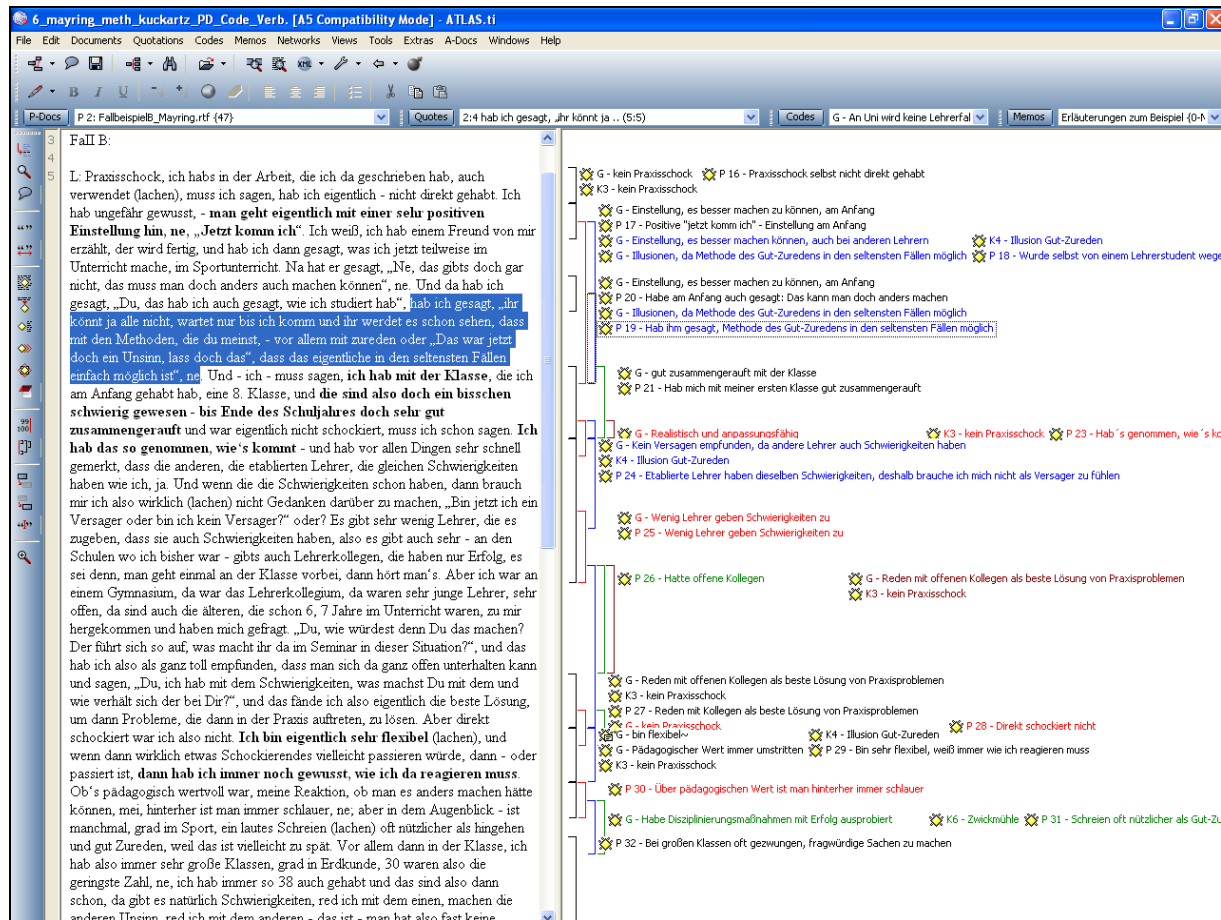 6_mayring_meth_kuckartz_PD_Code_Verb. [A5 Compatibility Mode] - ATLAS.ti
File Edit Documents Quotations Codes Memos Networks Views Tools Extras A-Docs Windows Help
P-Docs P 2: FallbeispielB_Mayring.rtf {47} Quotes 2:4 hab ich gesagt, „ihr könnt ja .. (5:5) Codes G - An Uni wird keine Lehrerfal Memos Erläuterungen zum Beispiel {0-M
3 Fall B:
4
5 L: Praxisschock, ich habs in der Arbeit, die ich da geschrieben hab, auch
verwendet (lachen), muss ich sagen, hab ich eigentlich - nicht direkt gehabt. Ich
hab ungefähr gewusst, - man geht eigentlich mit einer sehr positiven
Einstellung hin, ne, „Jetzt komm ich“. Ich weiß, ich hab einem Freund von mir
erzählt, der wird fertig, und hab ich dann gesagt, was ich jetzt teilweise im
Unterricht mache, im Sportunterricht. Na hat er gesagt, „Ne, das gibts doch gar
nicht, das muss man doch anders auch machen können“, ne. Und da hab ich
gesagt, „Du, das hab ich auch gesagt, wie ich studiert hab“, hab ich gesagt, „ihr
könnt ja alle nicht, wartet nur bis ich komm und ihr werdet es schon sehen, dass
mit den Methoden, die du meinst, - vor allem mit zureden oder „Das war jetzt
doch ein Unsinn, lass doch das“, dass das eigentliche in den seltensten Fällen
einfach möglich ist“, ne. Und - ich - muss sagen, ich hab mit der Klasse, die ich
am Anfang gehabt hab, eine 8. Klasse, und die sind also doch ein bisschen
schwierig gewesen - bis Ende des Schuljahres doch sehr gut
zusammengerauft und war eigentlich nicht schockiert, muss ich schon sagen. Ich
hab das so genommen, wie‘s kommt - und hab vor allen Dingen sehr schnell
gemerkt, dass die anderen, die etablierten Lehrer, die gleichen Schwierigkeiten
haben wie ich, ja. Und wenn die die Schwierigkeiten schon haben, dann brauch
mir ich also wirklich (lachen) nicht Gedanken darüber zu machen, „Bin jetzt ich ein
Versager oder bin ich kein Versager?“ oder? Es gibt sehr wenig Lehrer, die es
zugeben, dass sie auch Schwierigkeiten haben, also es gibt auch sehr - an den
Schulen wo ich bisher war - gibts auch Lehrerkollegen, die haben nur Erfolg, es
sei denn, man geht einmal an der Klasse vorbei, dann hört man‘s. Aber ich war an
einem Gymnasium, da war das Lehrerkollegium, da waren sehr junge Lehrer, sehr
offen, da sind auch die älteren, die schon 6, 7 Jahre im Unterricht waren, zu mir
hergekommen und haben mich gefragt. „Du, wie würdest denn Du das machen?
Der führt sich so auf, was macht ihr da im Seminar in dieser Situation?“, und das
hab ich also als ganz toll empfunden, dass man sich da ganz offen unterhalten kann
und sagen, „Du, ich hab mit dem Schwierigkeiten, was machst Du mit dem und
wie verhält sich der bei Dir?“, und das fände ich also eigentlich die beste Lösung,
um dann Probleme, die dann in der Praxis auftreten, zu lösen. Aber direkt
schockiert war ich also nicht. Ich bin eigentlich sehr flexibel (lachen), und
wenn dann wirklich etwas Schockierendes vielleicht passieren würde, dann - oder
passiert ist, dann hab ich immer noch gewusst, wie ich da reagieren muss.
Ob‘s pädagogisch wertvoll war, meine Reaktion, ob man es anders machen hätte
können, mei, hinterher ist man immer schlauer, ne; aber in dem Augenblick - ist
manchmal, grad im Sport, ein lautes Schreien (lachen) oft nützlicher als hingehen
und gut Zureden, weil das ist vielleicht zu spät. Vor allem dann in der Klasse, ich
hab also immer sehr große Klassen, grad in Erdkunde, 30 waren also die
geringste Zahl, ne, ich hab immer so 38 auch gehabt und das sind also dann
schon, da gibt es natürlich Schwierigkeiten, red ich mit dem einen, machen die
anderen Unsinn, red ich mit dem anderen - das ist - man hat also fast keine
G - kein Praxisschock P 16 - Praxisschock selbst nicht direkt gehabt
K3 - kein Praxisschock
G - Einstellung, es besser machen zu können, am Anfang
P 17 - Positive "jetzt komm ich" - Einstellung am Anfang
G - Einstellung, es besser machen können, auch bei anderen Lehrern K4 - Illusion Gut-Zureden
G - Illusionen, da Methode des Gut-Zuredens in den seltensten Fällen möglich P 18 - Wurde selbst von einem Lehrerstudent wege
G - Einstellung, es besser machen zu können, am Anfang
P 20 - Habe am Anfang auch gesagt: Das kann man doch anders machen
G - Illusionen, da Methode des Gut-Zuredens in den seltensten Fällen möglich
P 19 - Hab ihm gesagt, Methode des Gut-Zuredens in den seltensten Fällen möglich
G - gut zusammengerauft mit der Klasse
P 21 - Hab mich mit meiner ersten Klasse gut zusammengerauft
G - Realistisch und anpassungsfähig K3 - kein Praxisschock P 23 - Hab´s genommen, wie´s ko
G - Kein Versagen empfunden, da andere Lehrer auch Schwierigkeiten haben
K4 - Illusion Gut-Zureden
P 24 - Etablierte Lehrer haben dieselben Schwierigkeiten, deshalb brauche ich mich nicht als Versager zu fühlen
G - Wenig Lehrer geben Schwierigkeiten zu
P 25 - Wenig Lehrer geben Schwierigkeiten zu
P 26 - Hatte offene Kollegen G - Reden mit offenen Kollegen als beste Lösung von Praxisproblemen
K3 - kein Praxisschock
G - Reden mit offenen Kollegen als beste Lösung von Praxisproblemen
K3 - kein Praxisschock
P 27 - Reden mit Kollegen als beste Lösung von Praxisproblemen
G - kein Praxisschock P 28 - Direkt schockiert nicht
G - bin flexibel~ K4 - Illusion Gut-Zureden
G - Pädagogischer Wert immer umstritten P 29 - Bin sehr flexibel, weiß immer wie ich reagieren muss
K3 - kein Praxisschock
P 30 - Über pädagogischen Wert ist man hinterher immer schlauer
G - Habe Disziplinierungsmaßnahmen mit Erfolg ausprobiert K6 - Zwickmühle P 31 - Schreien oft nützlicher als Gut-Zu
P 32 - Bei großen Klassen oft gezwungen, fragwürdige Sachen zu machen